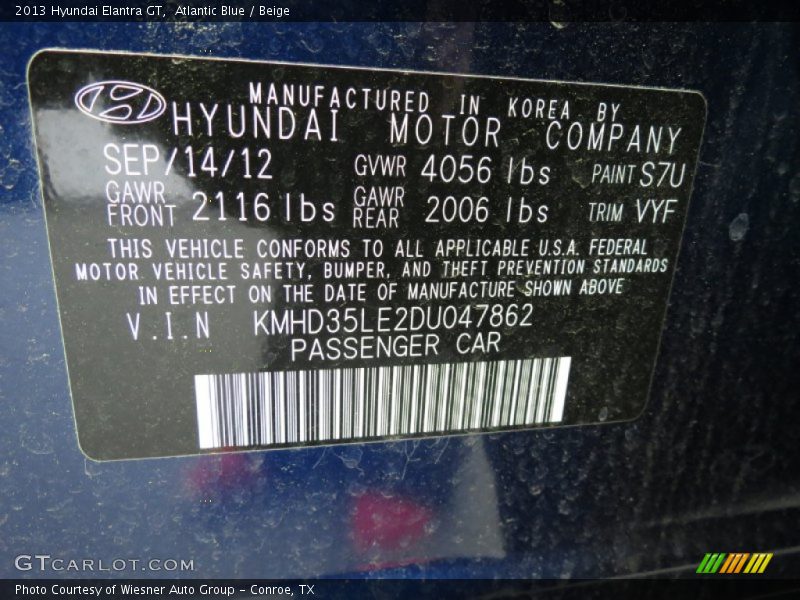 2013 Hyundai Elantra GT, Atlantic Blue / Beige
MANUFACTURED IN KOREA BY
HYUNDAI MOTOR COMPANY
SEP/14/12 GVWR 4056 lbs PAINT S7U
GAWR FRONT 2116 lbs GAWR REAR 2006 lbs TRIM VYF
THIS VEHICLE CONFORMS TO ALL APPLICABLE U.S.A. FEDERAL
MOTOR VEHICLE SAFETY, BUMPER, AND THEFT PREVENTION STANDARDS
IN EFFECT ON THE DATE OF MANUFACTURE SHOWN ABOVE
V.I.N KMHD35LE2DU047862
PASSENGER CAR
GTCARLOT.COM
Photo Courtesy of Wiesner Auto Group - Conroe, TX